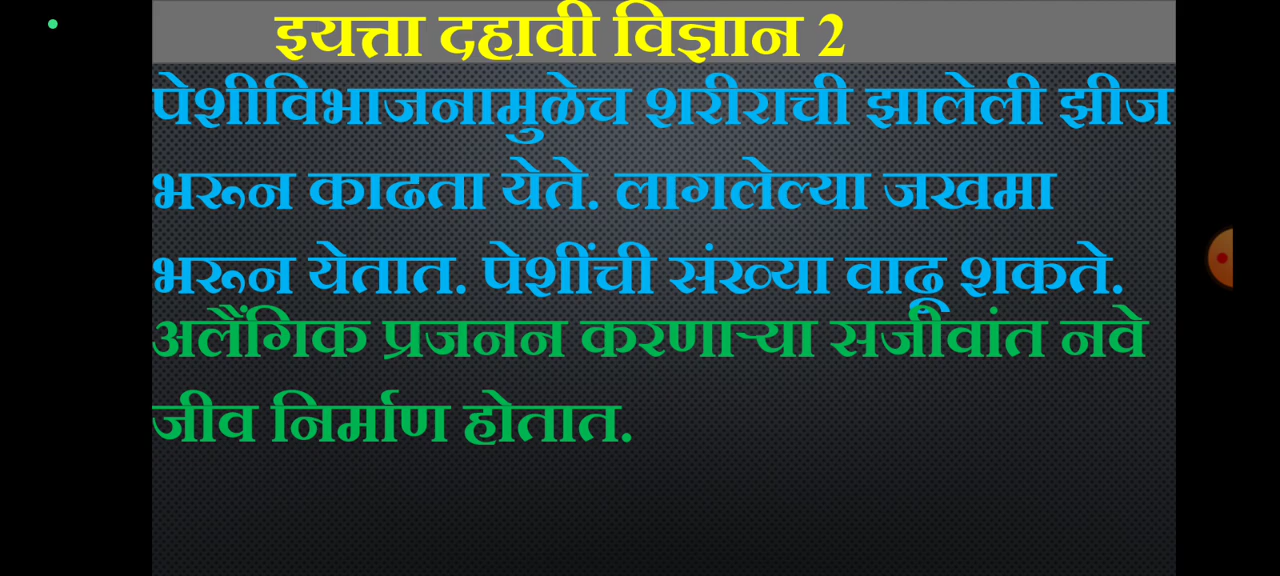 इयत्ता दहावी विज्ञान 2
पेशीविभाजनामुळेच शरीराची झालेली झीज
भरून काढता येते. लागलेल्या जखमा
भरून येतात. पेशींची संख्या वाढू शकते.
अलैंगिक प्रजनन करणाऱ्या सजीवांत नवे
जीव निर्माण होतात.